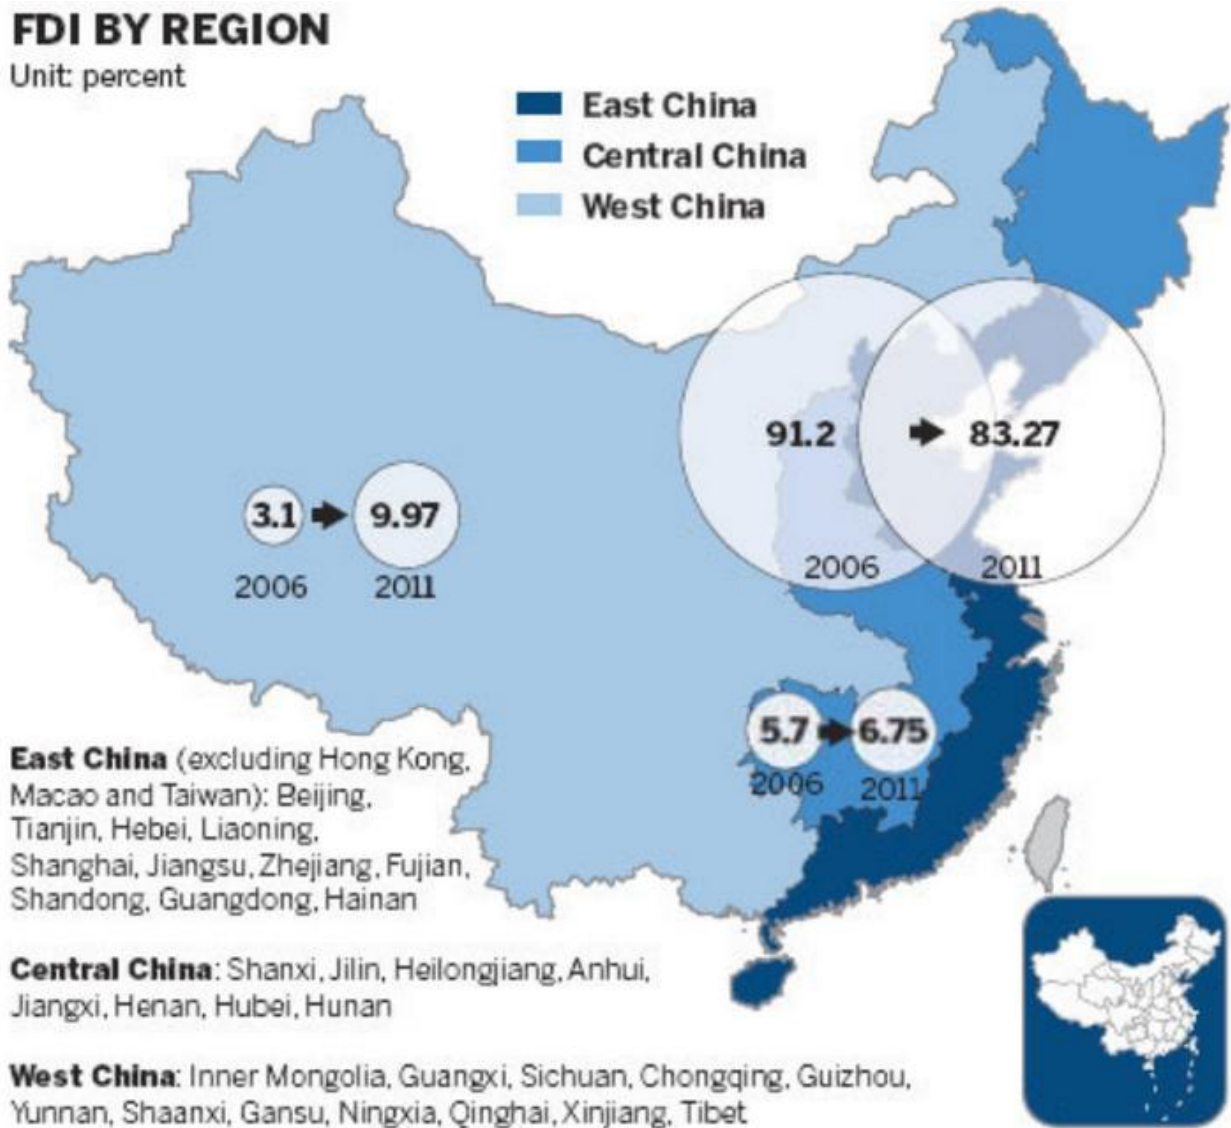 FDI BY REGION
Unit: percent
East China
Central China
West China
91.2
83.27
2006
2011
3.1
9.97
2006
2011
5.7
6.75
2006
2011
East China (excluding Hong Kong,
Macao and Taiwan): Beijing,
Tianjin, Hebei, Liaoning,
Shanghai, Jiangsu, Zhejiang, Fujian,
Shandong, Guangdong, Hainan
Central China: Shanxi, Jilin, Heilongjiang, Anhui,
Jiangxi, Henan, Hubei, Hunan
West China: Inner Mongolia, Guangxi, Sichuan, Chongqing, Guizhou,
Yunnan, Shaanxi, Gansu, Ningxia, Qinghai, Xinjiang, Tibet